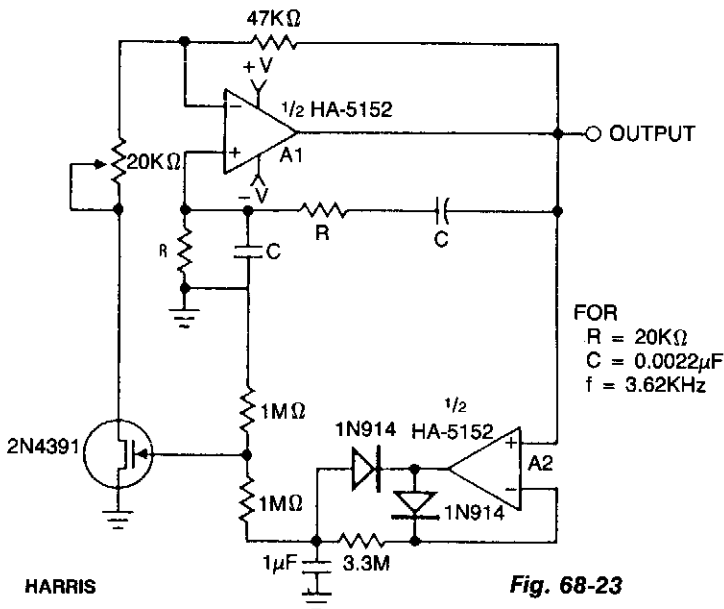 47KΩ
+V
½ HA-5152
OUTPUT
A1
20KΩ
-V
R
C
R
C
FOR
R = 20KΩ
C = 0.0022μF
f = 3.62KHz
1MΩ
½
1N914
HA-5152
2N4391
A2
1MΩ
1N914
1μF
3.3M
HARRIS
Fig. 68-23